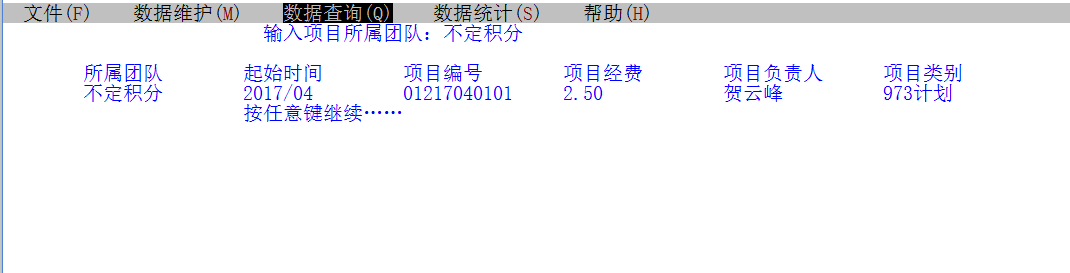 文件(F) 数据维护(M) 数据查询(Q) 数据统计(S) 帮助(H)
输入项目所属团队: 不定积分
所属团队 起始时间 项目编号 项目经费 项目负责人 项目类别
不定积分 2017/04 01217040101 2.50 贺云峰 973计划
按任意键继续……